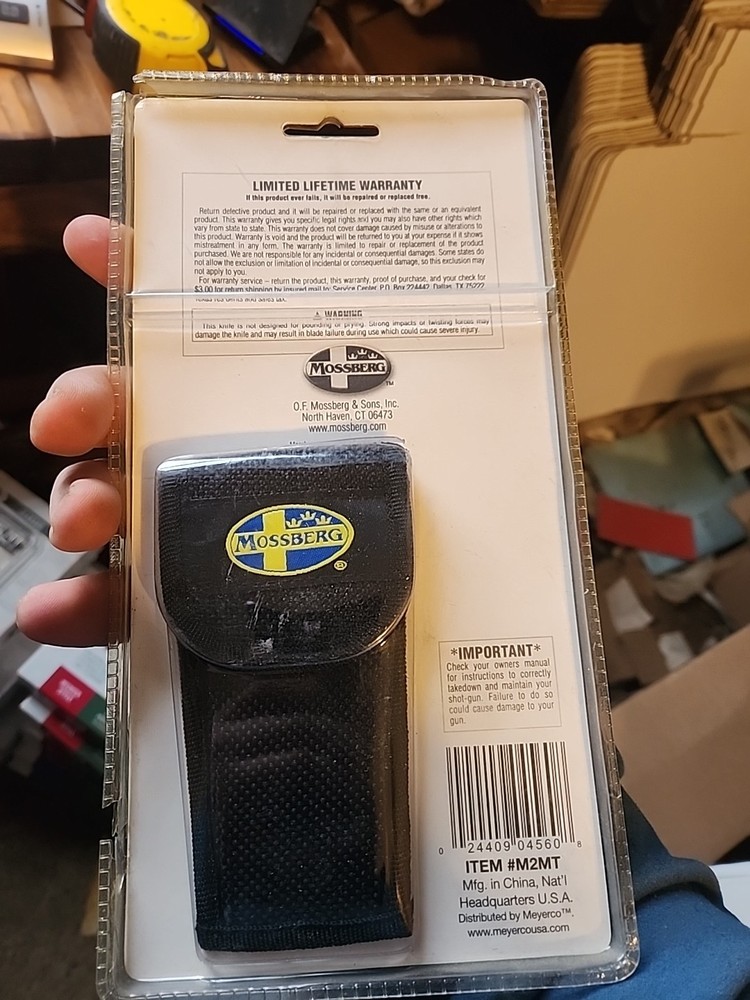 LIMITED LIFETIME WARRANTY
If this product ever fails, it will be repaired or replaced free.
Return defective product and it will be repaired or replaced with the same or an equivalent
product. This warranty gives you specific legal rights and you may also have other rights which
vary from state to state. This warranty does not cover damage caused by misuse or alterations to
this product. Warranty is void and the product will be returned to you at your expense if it shows
mistreatment in any form. The warranty is limited to repair or replacement of the product
purchased. We are not responsible for any incidental or consequential damages. Some states do
not allow the exclusion or limitation of incidental or consequential damage, so this exclusion may
not apply to you.
For warranty service – return the product, this warranty, proof of purchase, and your check for
$3.00 for return shipping by insured mail to: Service Center, P.O. Box 224442, Dallas, TX 75222
sales tax.
WARNING
This knife is not designed for pounding or prying. Strong impacts or twisting forces may
damage the knife and may result in blade failure during use which could cause severe injury.
MOSSBERG TM
O.F. Mossberg & Sons, Inc.
North Haven, CT 06473
www.mossberg.com
MOSSBERG ®
*IMPORTANT*
Check your owners manual
for instructions to correctly
takedown and maintain your
shot-gun. Failure to do so
could cause damage to your
gun.
0 24409 04560 8
ITEM #M2MT
Mfg. in China, Nat'l
Headquarters U.S.A.
Distributed by Meyerco™.
www.meyercousa.com